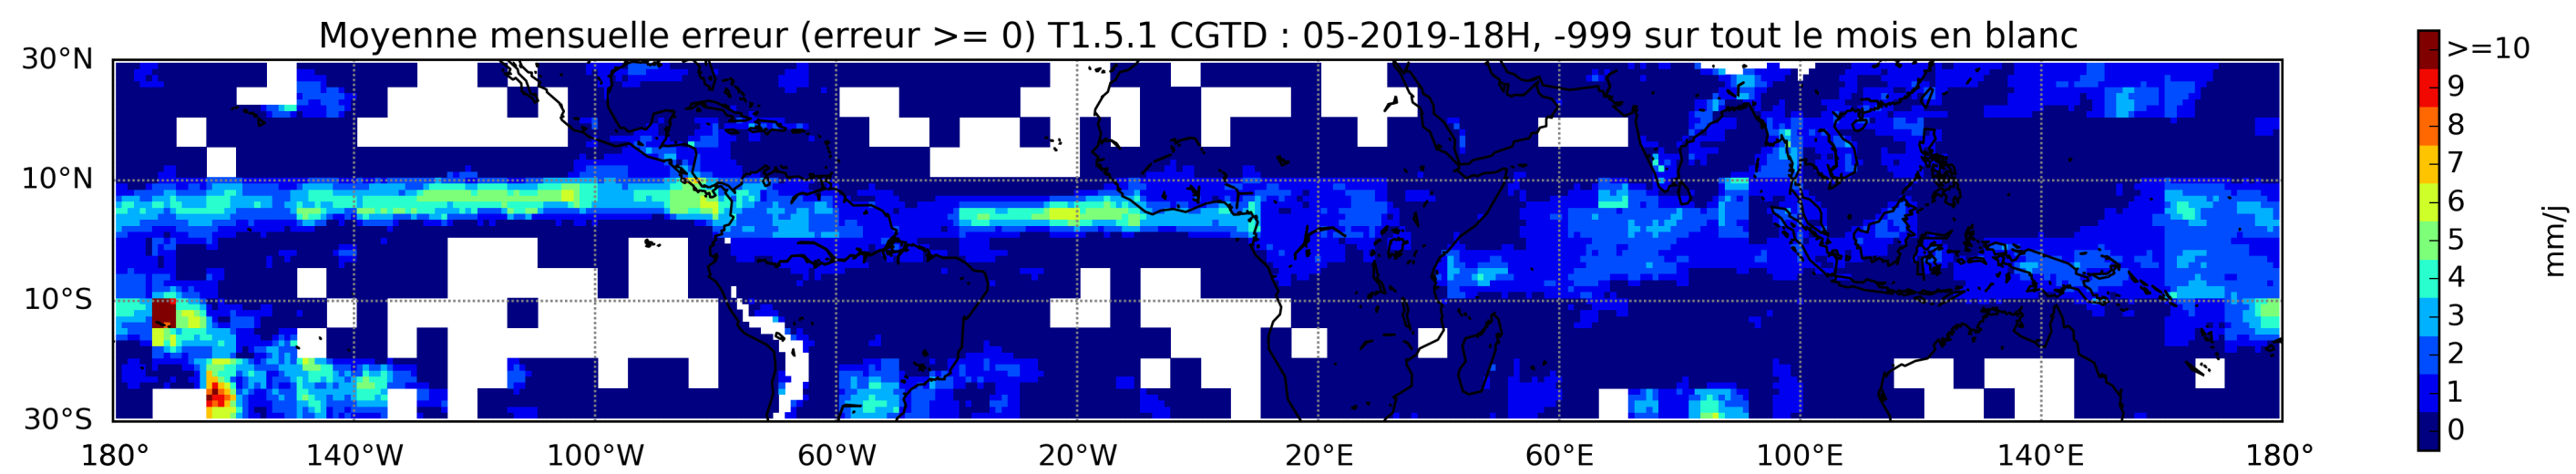 Moyenne mensuelle erreur (erreur >= 0) T1.5.1 CGTD : 05-2019-18H, -999 sur tout le mois en blanc
30°N
10°N
10°S
30°S
180° 140°W 100°W 60°W 20°W 20°E 60°E 100°E 140°E 180°
>=10
9
8
7
6
5
4
3
2
1
0
mm/j